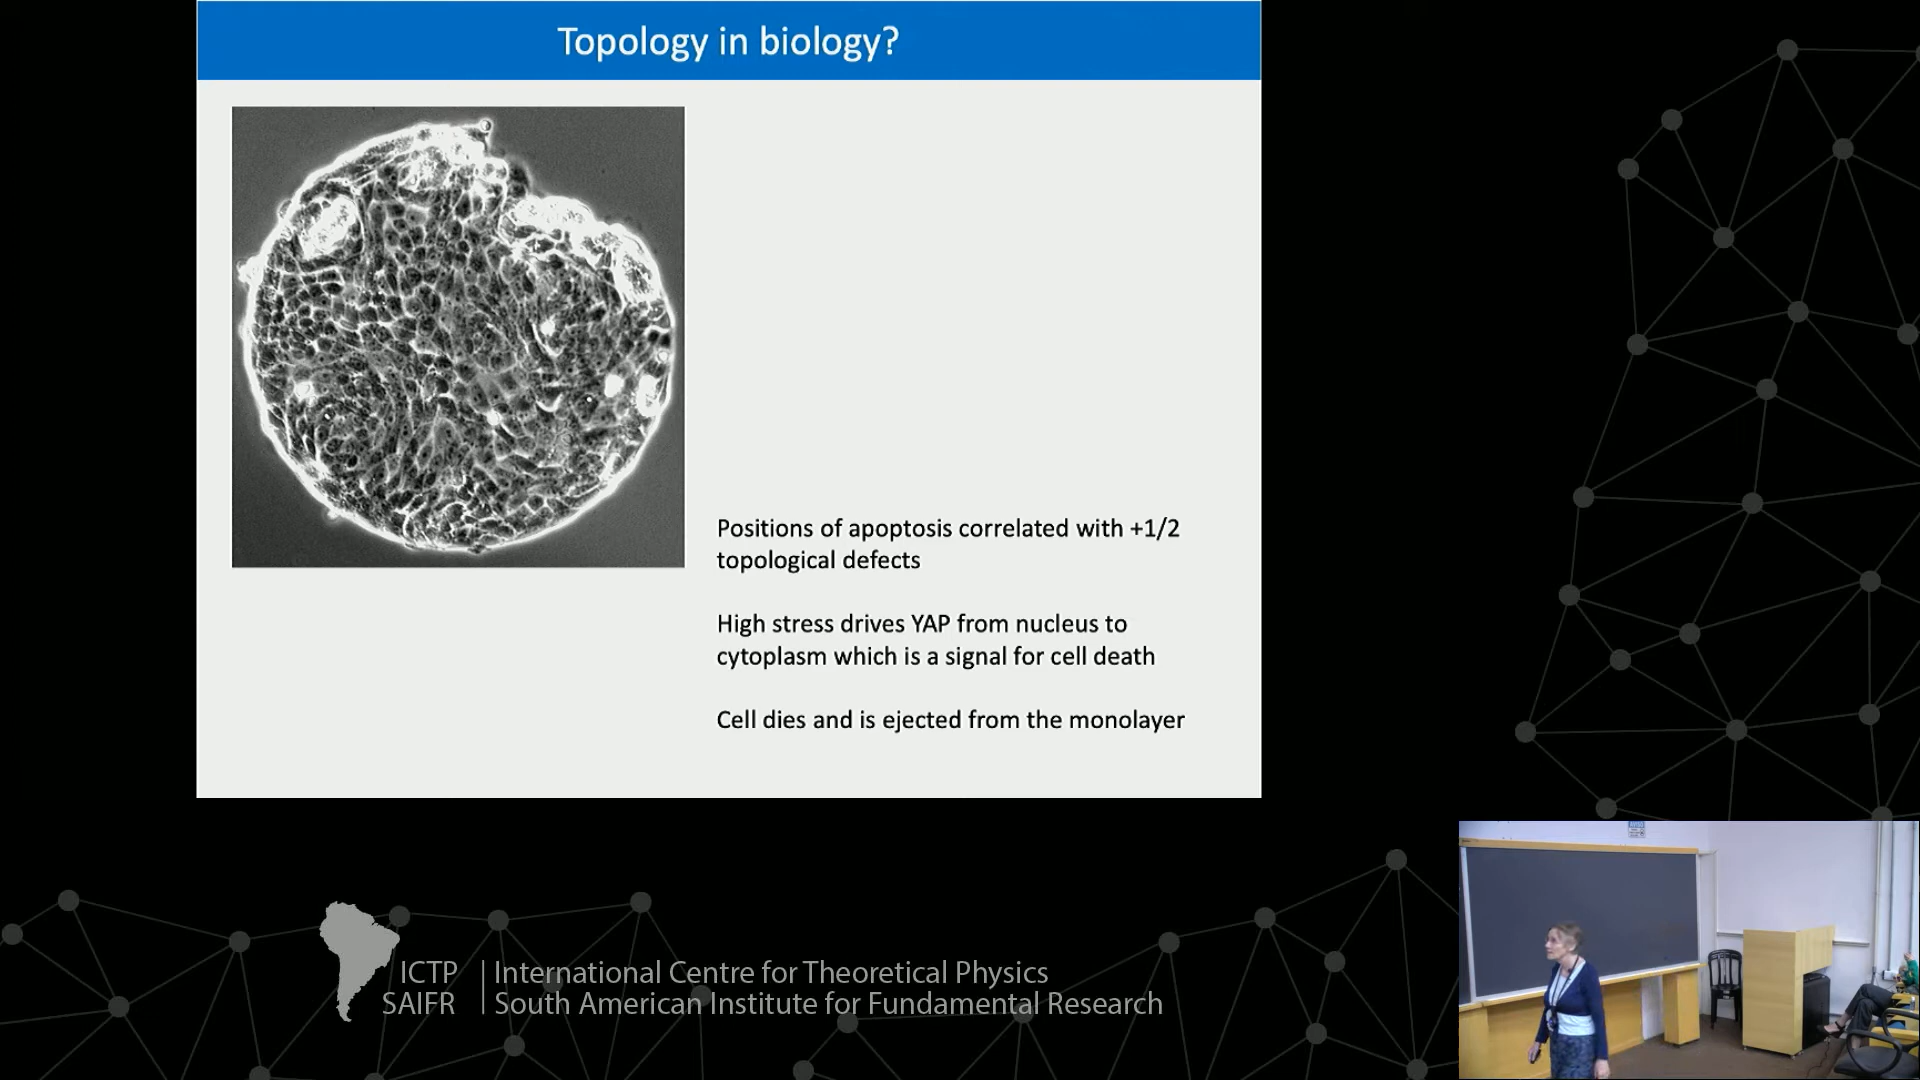 Topology in biology?
Positions of apoptosis correlated with +1/2
topological defects
High stress drives YAP from nucleus to
cytoplasm which is a signal for cell death
Cell dies and is ejected from the monolayer
ICTP
SAIFR
International Centre for Theoretical Physics
South American Institute for Fundamental Research